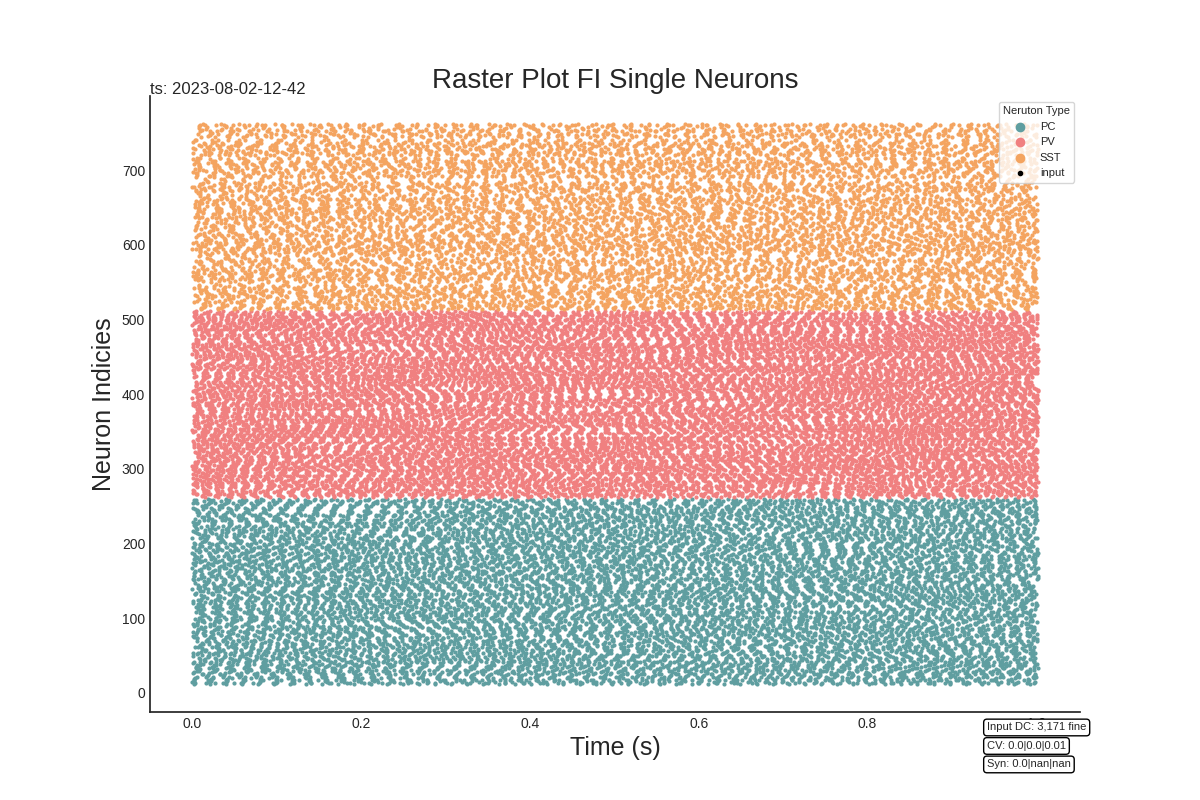 Raster Plot FI Single Neurons
ts: 2023-08-02-12-42
Neruton Type
PC
PV
SST
input
Neuron Indicies
700
600
500
400
300
200
100
0
0.0
0.2
0.4
0.6
0.8
Time (s)
Input DC: 3,171 fine
CV: 0.0|0.0|0.01
Syn: 0.0|nan|nan